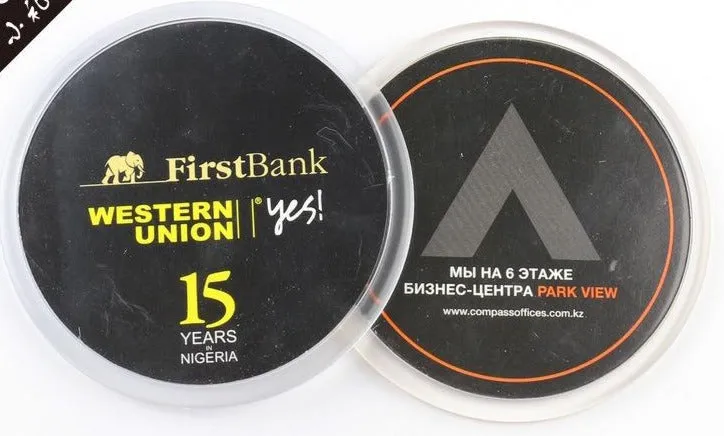 FirstBank
WESTERN UNION® yes!
15
YEARS
IN
NIGERIA
МЫ НА 6 ЭТАЖЕ
БИЗНЕС-ЦЕНТРА PARK VIEW
www.compassoffices.com.kz